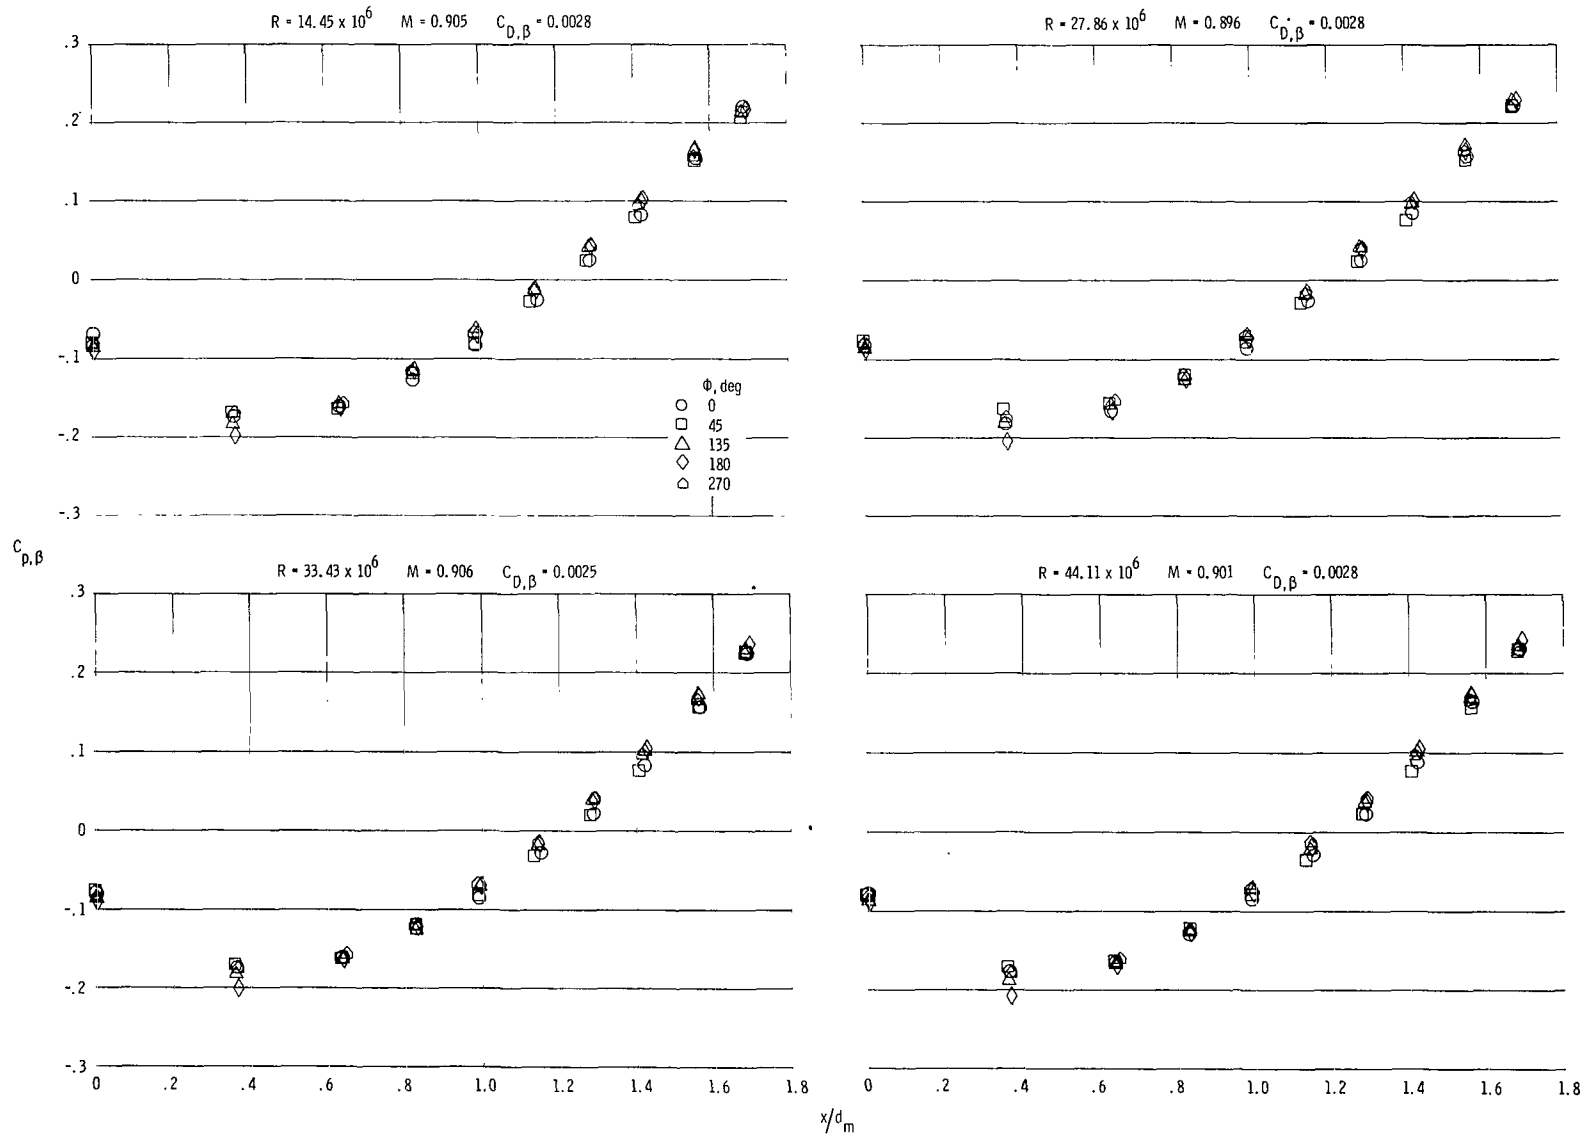 R = 14.45 x 10^6 M = 0.905 C_D,β = 0.0028
.3
.2
.1
0
-.1
-.2
-.3
Φ, deg
0
45
135
180
270
R = 27.86 x 10^6 M = 0.896 C_D,β = 0.0028
C_p,β
R = 33.43 x 10^6 M = 0.906 C_D,β = 0.0025
.3
.2
.1
0
-.1
-.2
-.3
0 .2 .4 .6 .8 1.0 1.2 1.4 1.6 1.8
R = 44.11 x 10^6 M = 0.901 C_D,β = 0.0028
0 .2 .4 .6 .8 1.0 1.2 1.4 1.6 1.8
x/d_m